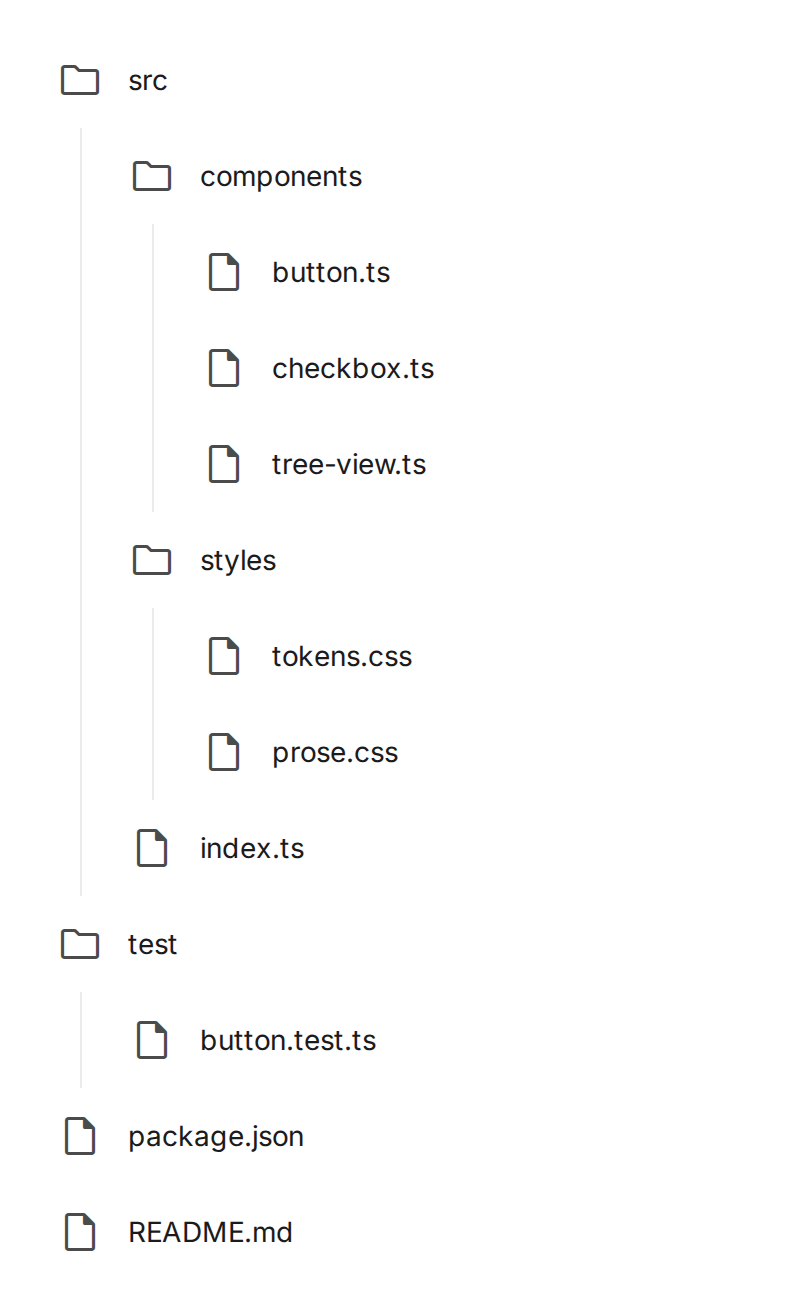 src
components
button.ts
checkbox.ts
tree-view.ts
styles
tokens.css
prose.css
index.ts
test
button.test.ts
package.json
README.md